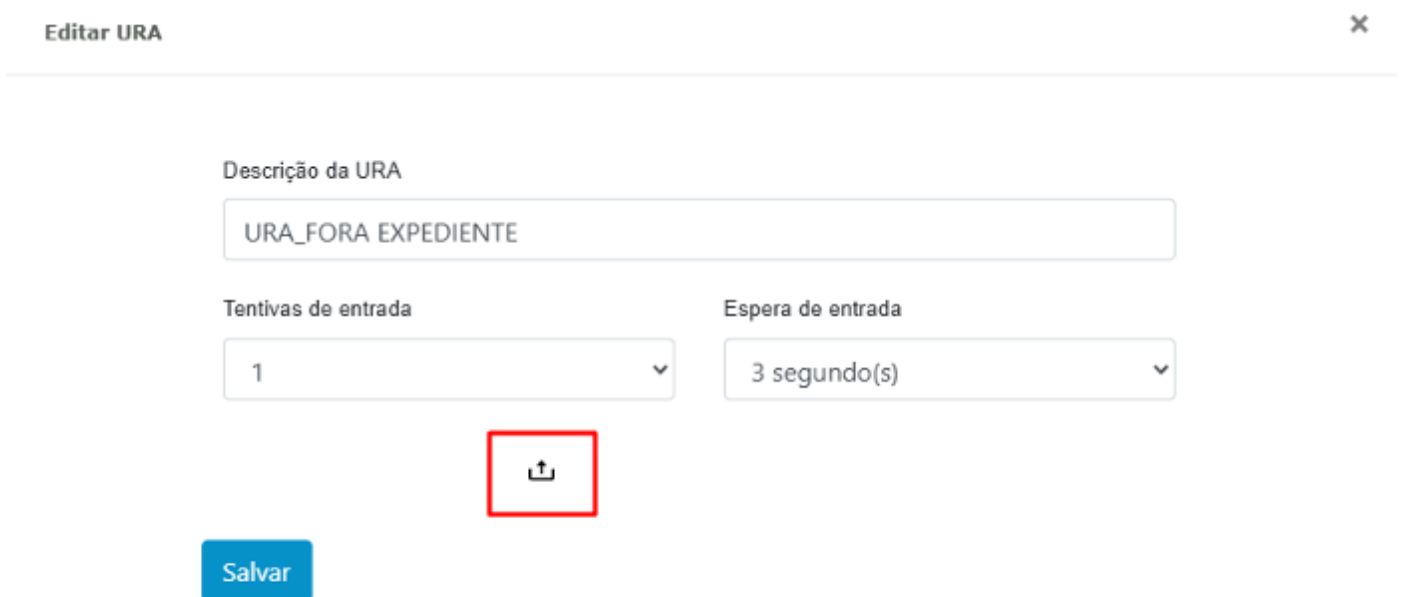 Editar URA
Descrição da URA
URA_FORA EXPEDIENTE
Tentivas de entrada
Espera de entrada
1
3 segundo(s)
Salvar